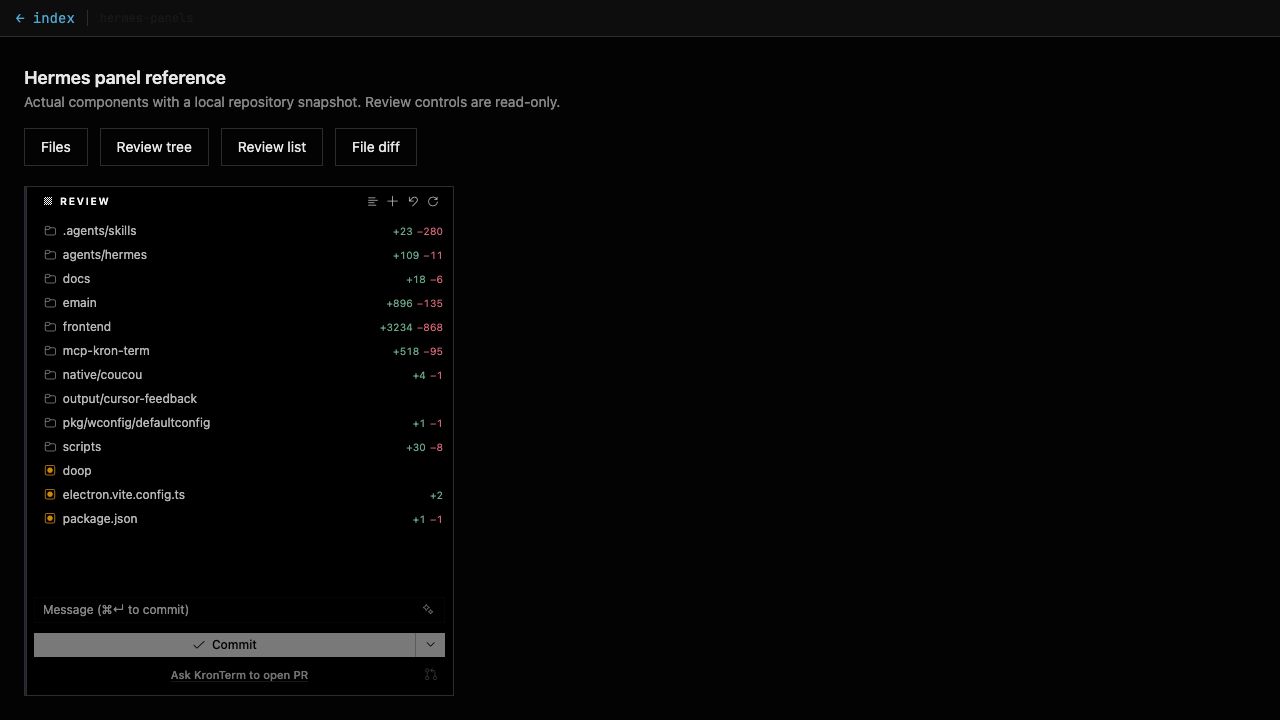 ← index hermes-panels
Hermes panel reference
Actual components with a local repository snapshot. Review controls are read-only.
Files Review tree Review list File diff
REVIEW
.agents/skills +23 −280
agents/hermes +109 −11
docs +18 −6
emain +896 −135
frontend +3234 −868
mcp-kron-term +518 −95
native/coucou +4 −1
output/cursor-feedback
pkg/wconfig/defaultconfig +1 −1
scripts +30 −8
doop
electron.vite.config.ts +2
package.json +1 −1
Message (⌘↵ to commit)
Commit
Ask KronTerm to open PR